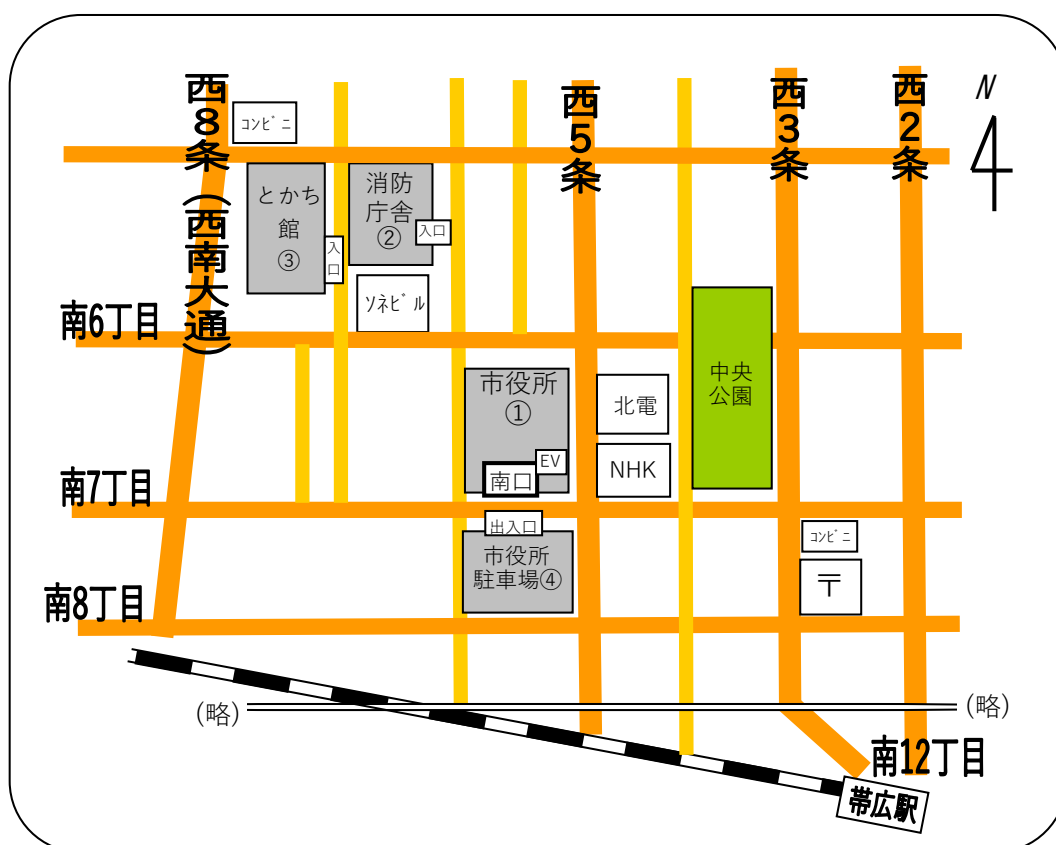 西8条(西南大通)
西5条
西3条
西2条
N
コンビニ
とかち
館
③
入
口
消防
庁舎
②
入口
ソネビル
南6丁目
市役所
①
EV
南口
北電
NHK
中央
公園
南7丁目
出入口
市役所
駐車場④
コンビニ
〒
南8丁目
(略)
(略)
南12丁目
帯広駅